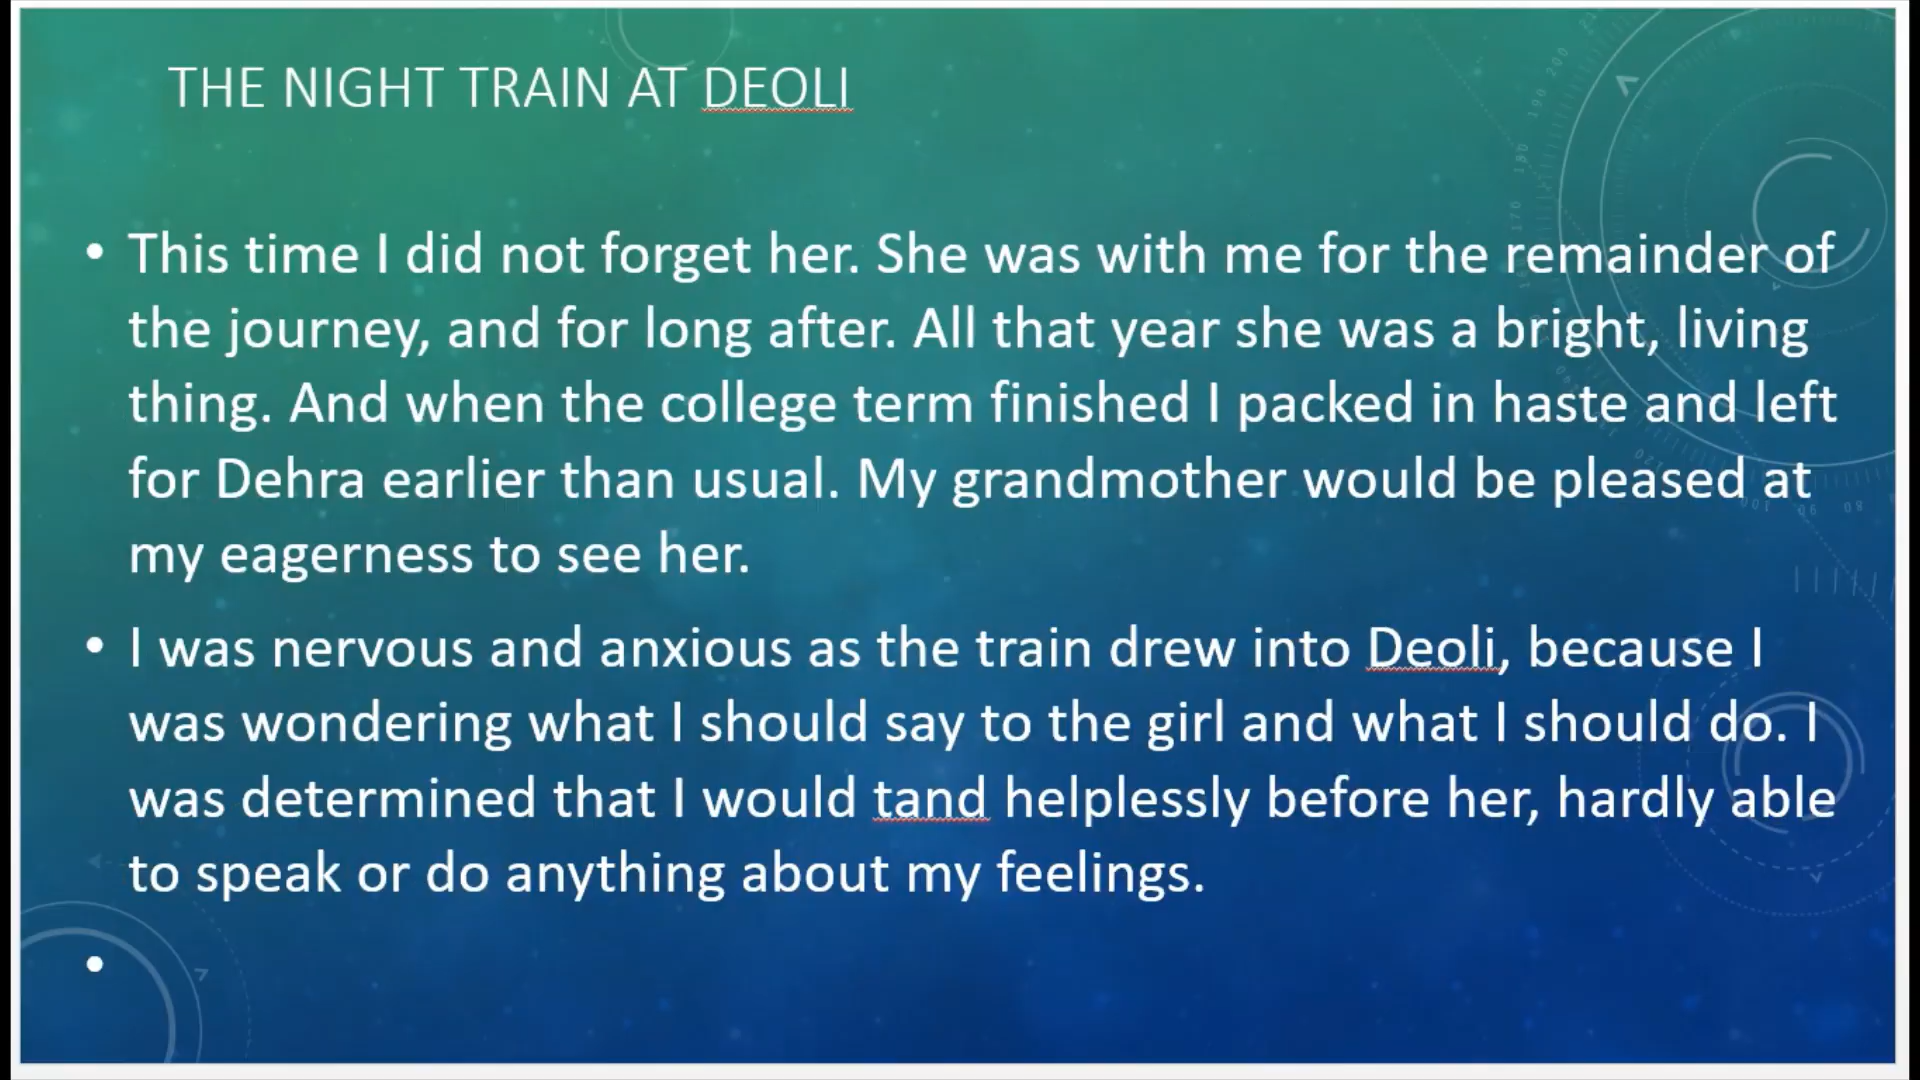 THE NIGHT TRAIN AT DEOLI
• This time I did not forget her. She was with me for the remainder of
the journey, and for long after. All that year she was a bright, living
thing. And when the college term finished I packed in haste and left
for Dehra earlier than usual. My grandmother would be pleased at
my eagerness to see her.
• I was nervous and anxious as the train drew into Deoli, because I
was wondering what I should say to the girl and what I should do. I
was determined that I would tand helplessly before her, hardly able
to speak or do anything about my feelings.
•